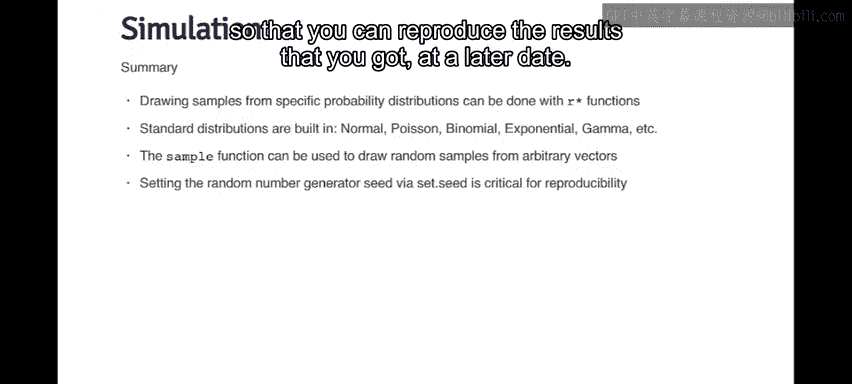 Simulation
so that you can reproduce the results
that you got, at a later date.
Summary
· Drawing samples from specific probability distributions can be done with r* functions
· Standard distributions are built in: Normal, Poisson, Binomial, Exponential, Gamma, etc.
· The sample function can be used to draw random samples from arbitrary vectors
· Setting the random number generator seed via set.seed is critical for reproducibility